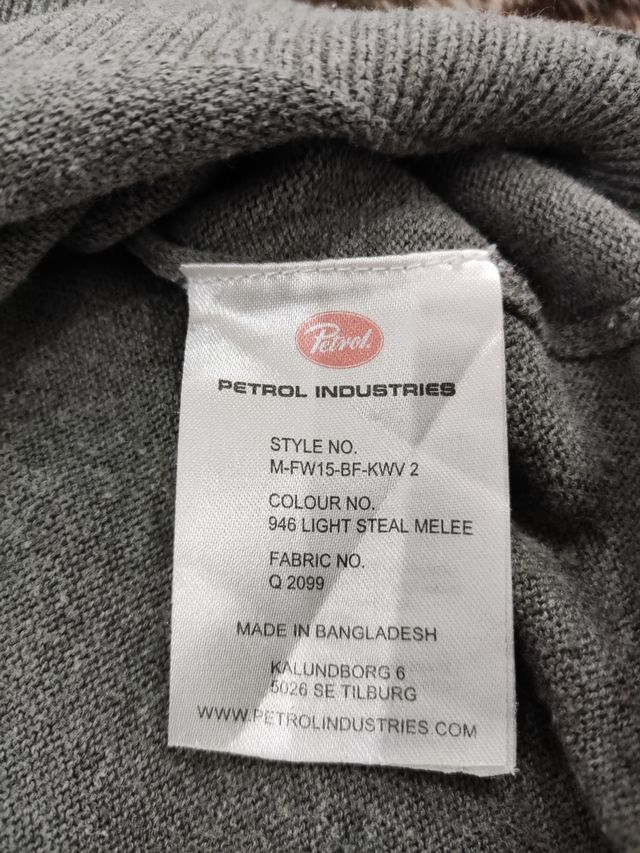 Petrol.
PETROL INDUSTRIES
STYLE NO.
M-FW15-BF-KWV 2
COLOUR NO.
946 LIGHT STEAL MELEE
FABRIC NO.
Q 2099
MADE IN BANGLADESH
KALUNDBORG 6
5026 SE TILBURG
WWW.PETROLINDUSTRIES.COM